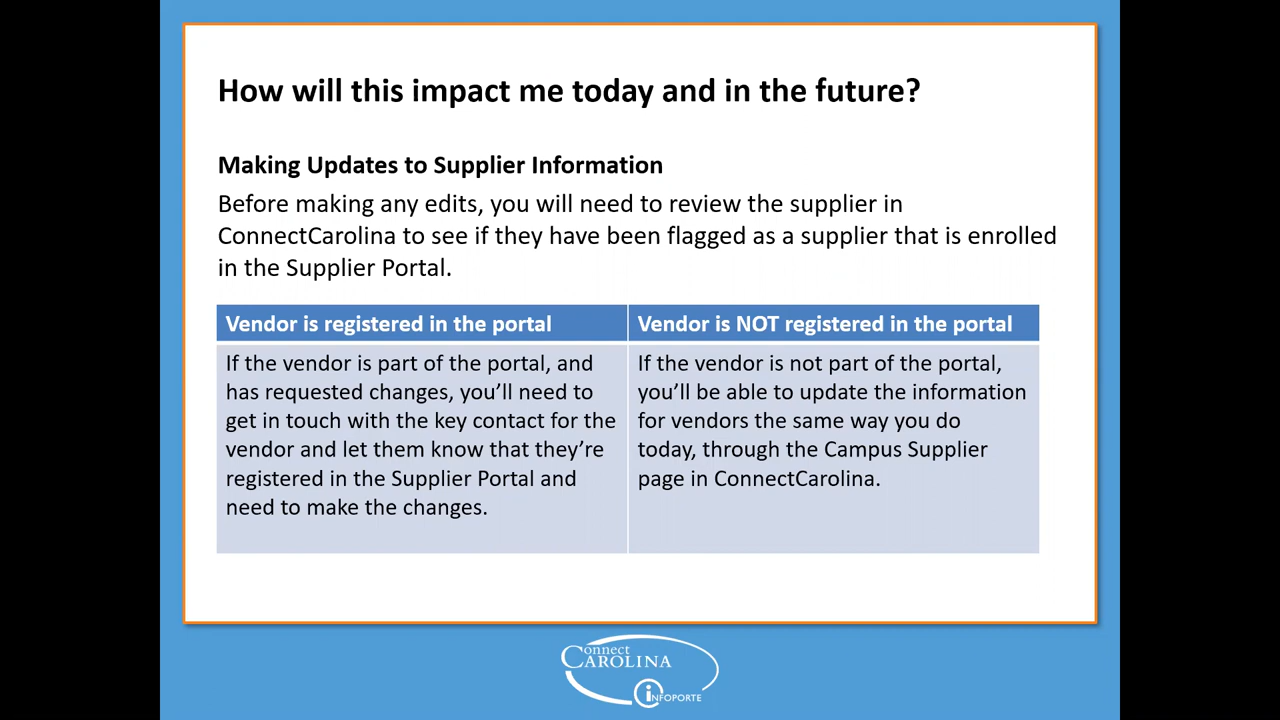 How will this impact me today and in the future?
Making Updates to Supplier Information
Before making any edits, you will need to review the supplier in
ConnectCarolina to see if they have been flagged as a supplier that is enrolled
in the Supplier Portal.
Vendor is registered in the portal
If the vendor is part of the portal, and
has requested changes, you’ll need to
get in touch with the key contact for the
vendor and let them know that they’re
registered in the Supplier Portal and
need to make the changes.
Vendor is NOT registered in the portal
If the vendor is not part of the portal,
you’ll be able to update the information
for vendors the same way you do
today, through the Campus Supplier
page in ConnectCarolina.
Connect
CAROLINA
iNFOPORTE